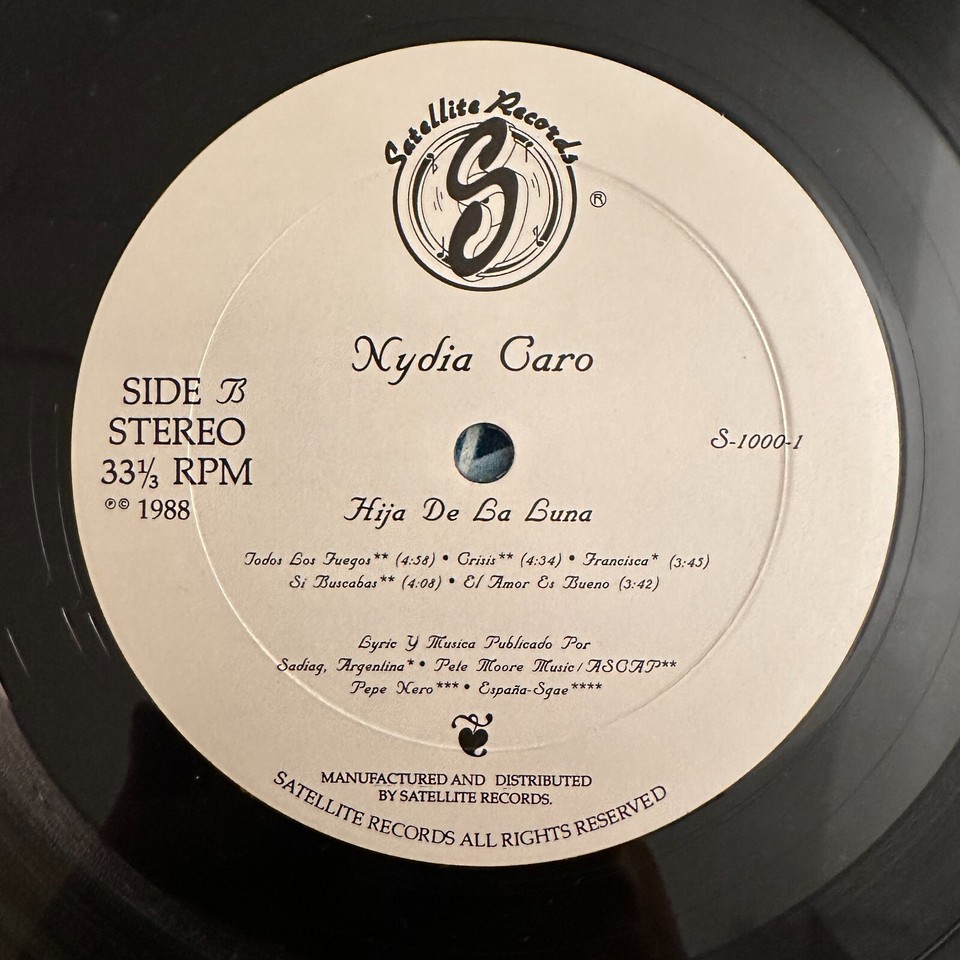 Satellite Records
S
®
Nydia Caro
SIDE B
STEREO
33⅓ RPM
℗© 1988
S-1000-1
Hija De La Luna
Todos Los Fuegos** (4:58) • Crisis** (4:34) • Francisca* (3:45)
Si Buscabas** (4:08) • El Amor Es Bueno (3:42)
Lyric Y Musica Publicado Por
Sadiag, Argentina* • Pete Moore Music/ASCAP**
Pepe Nero*** • España-Sgae****
MANUFACTURED AND DISTRIBUTED
BY SATELLITE RECORDS.
SATELLITE RECORDS ALL RIGHTS RESERVED